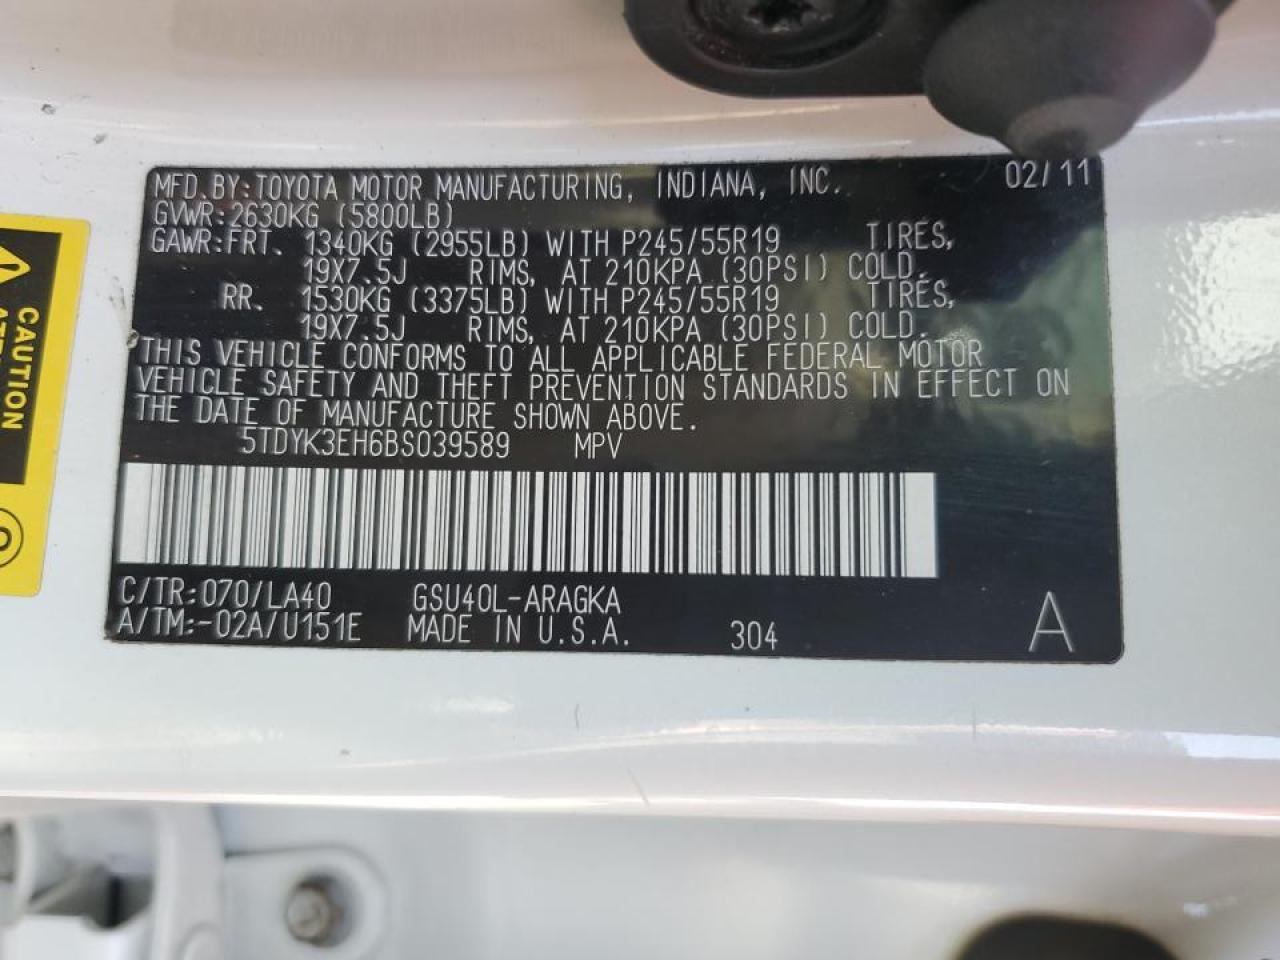 MFD.BY:TOYOTA MOTOR MANUFACTURING, INDIANA, INC. 02/11
GVWR:2630KG (5800LB)
GAWR:FRT. 1340KG (2955LB) WITH P245/55R19 TIRES,
19X7.5J RIMS, AT 210KPA (30PSI) COLD.
RR. 1530KG (3375LB) WITH P245/55R19 TIRES,
19X7.5J RIMS, AT 210KPA (30PSI) COLD.
THIS VEHICLE CONFORMS TO ALL APPLICABLE FEDERAL MOTOR
VEHICLE SAFETY AND THEFT PREVENTION STANDARDS IN EFFECT ON
THE DATE OF MANUFACTURE SHOWN ABOVE.
5TDYK3EH6BS039589 MPV
C/TR:070/LA40 GSU40L-ARAGKA
A/TM:-02A/U151E MADE IN U.S.A. 304 A
CAUTION